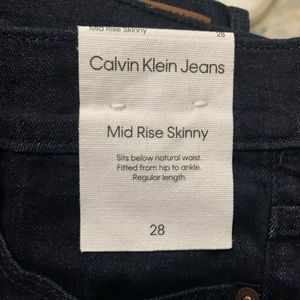 Mid Rise Skinny 28
Calvin Klein Jeans
Mid Rise Skinny
Sits below natural waist.
Fitted from hip to ankle.
Regular length.
28